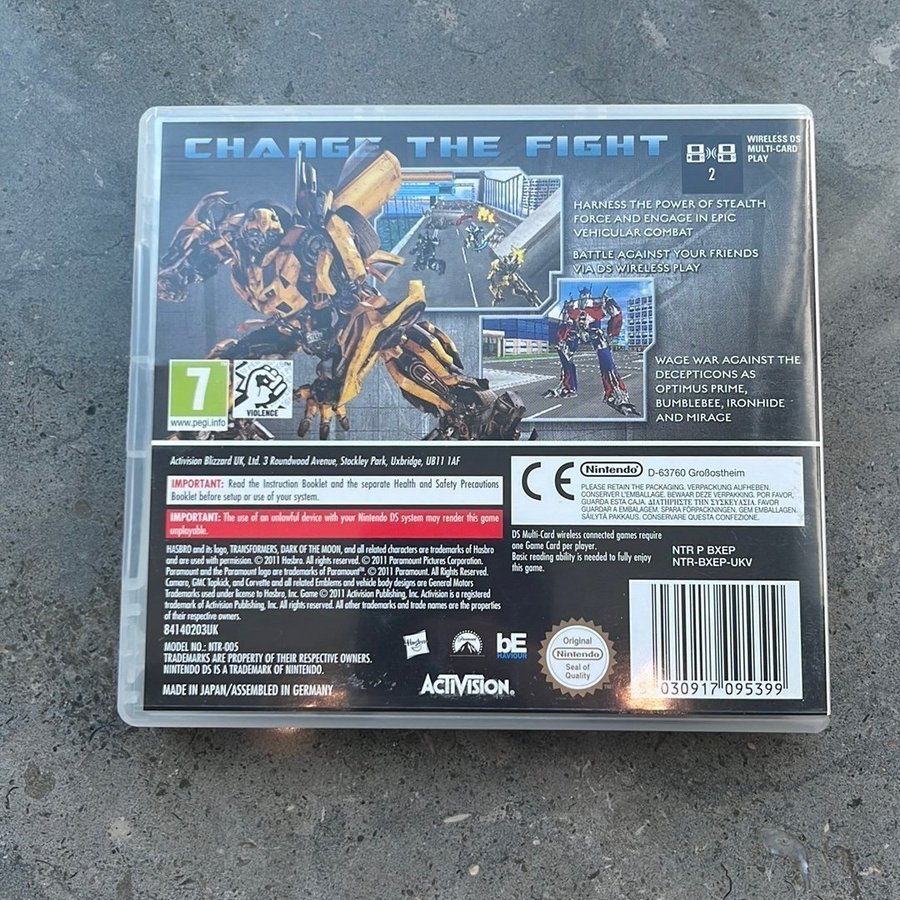 CHANGE THE FIGHT
WIRELESS DS
MULTI-CARD
PLAY
2
HARNESS THE POWER OF STEALTH
FORCE AND ENGAGE IN EPIC
VEHICULAR COMBAT
BATTLE AGAINST YOUR FRIENDS
VIA DS WIRELESS PLAY
WAGE WAR AGAINST THE
DECEPTICONS AS
OPTIMUS PRIME,
BUMBLEBEE, IRONHIDE
AND MIRAGE
7
www.pegi.info
VIOLENCE
Activision Blizzard UK, Ltd. 3 Roundwood Avenue, Stockley Park, Uxbridge, UB11 1AF
IMPORTANT: Read the Instruction Booklet and the separate Health and Safety Precautions
Booklet before setup or use of your system.
IMPORTANT: The use of an unlawful device with your Nintendo DS system may render this game
unplayable.
HASBRO and its logo, TRANSFORMERS, DARK OF THE MOON, and all related characters are trademarks of Hasbro
and are used with permission. © 2011 Hasbro. All rights reserved. © 2011 Paramount Pictures Corporation.
Paramount and the Paramount logo are trademarks of Paramount™. © 2011 Paramount. All Rights Reserved.
Camaro, GMC Topkick, and Corvette and all related Emblems and vehicle body designs are General Motors
Trademarks used under license to Hasbro, Inc. Game © 2011 Activision Publishing, Inc. Activision is a registered
trademark of Activision Publishing, Inc. All rights reserved. All other trademarks and trade names are the properties
of their respective owners.
84140203UK
MODEL NO.: NTR-005
TRADEMARKS ARE PROPERTY OF THEIR RESPECTIVE OWNERS.
NINTENDO DS IS A TRADEMARK OF NINTENDO.
MADE IN JAPAN/ASSEMBLED IN GERMANY
CE
Nintendo® D-63760 Großostheim
PLEASE RETAIN THE PACKAGING. VERPACKUNG AUFHEBEN.
CONSERVER L'EMBALLAGE. BEWAAR DEZE VERPAKKING. POR FAVOR,
GUARDA ESTA CAJA. ΔΙΑΤΗΡΗΣΤΕ ΤΗΝ ΣΥΣΚΕΥΑΣΙΑ. FAVOR
GUARDAR A EMBALAGEM. SPARA FÖRPACKNINGEN. GEM EMBALLAGEN.
SÄILYTÄ PAKKAUS. CONSERVARE QUESTA CONFEZIONE.
DS Multi-Card wireless connected games require
one Game Card per player.
Basic reading ability is needed to fully enjoy
this game.
NTR P BXEP
NTR-BXEP-UKV
Hasbro
Paramount
bE
HAVIOUR
ACTIVISION®
Original
Nintendo
Seal of
Quality
TM
5 030917 095399